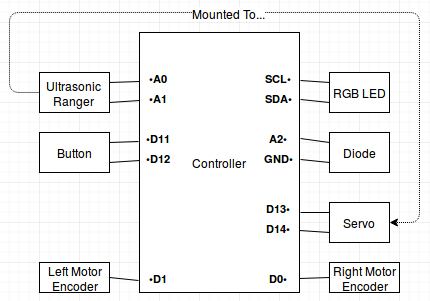 Mounted To...
Ultrasonic
Ranger
•A0
•A1
SCL•
SDA•
RGB LED
Button
•D11
•D12
Controller
A2•
GND•
Diode
D13•
D14•
Servo
Left Motor
Encoder
•D1
D0•
Right Motor
Encoder